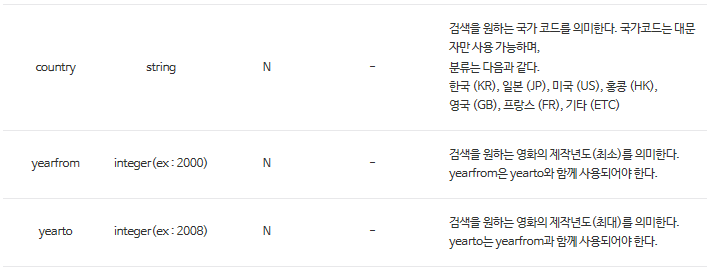 검색을 원하는 국가 코드를 의미한다. 국가코드는 대문
자만 사용 가능하며,
country string N - 분류는 다음과 같다.
한국 (KR), 일본 (JP), 미국 (US), 홍콩 (HK),
영국 (GB), 프랑스 (FR), 기타 (ETC)
yearfrom integer(ex : 2000) N - 검색을 원하는 영화의 제작년도(최소)를 의미한다.
yearfrom은 yearto와 함께 사용되어야 한다.
yearto integer(ex : 2008) N - 검색을 원하는 영화의 제작년도(최대)를 의미한다.
yearto는 yearfrom과 함께 사용되어야 한다.